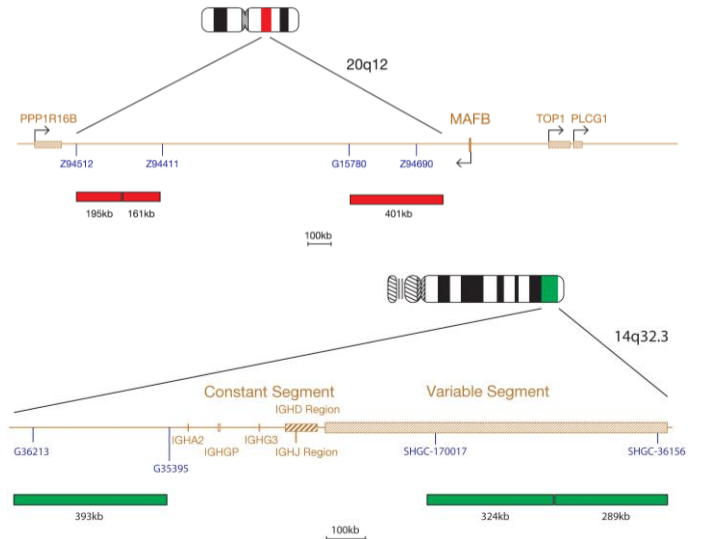 20q12
PPP1R16B
MAFB
TOP1 PLCG1
Z94512
Z94411
G15780
Z94690
195kb
161kb
401kb
100kb
14q32.3
Constant Segment
Variable Segment
IGHD Region
IGHA2
IGHGP
IGHG3
IGHJ Region
G36213
G35395
SHGC-170017
SHGC-36156
393kb
324kb
289kb
100kb